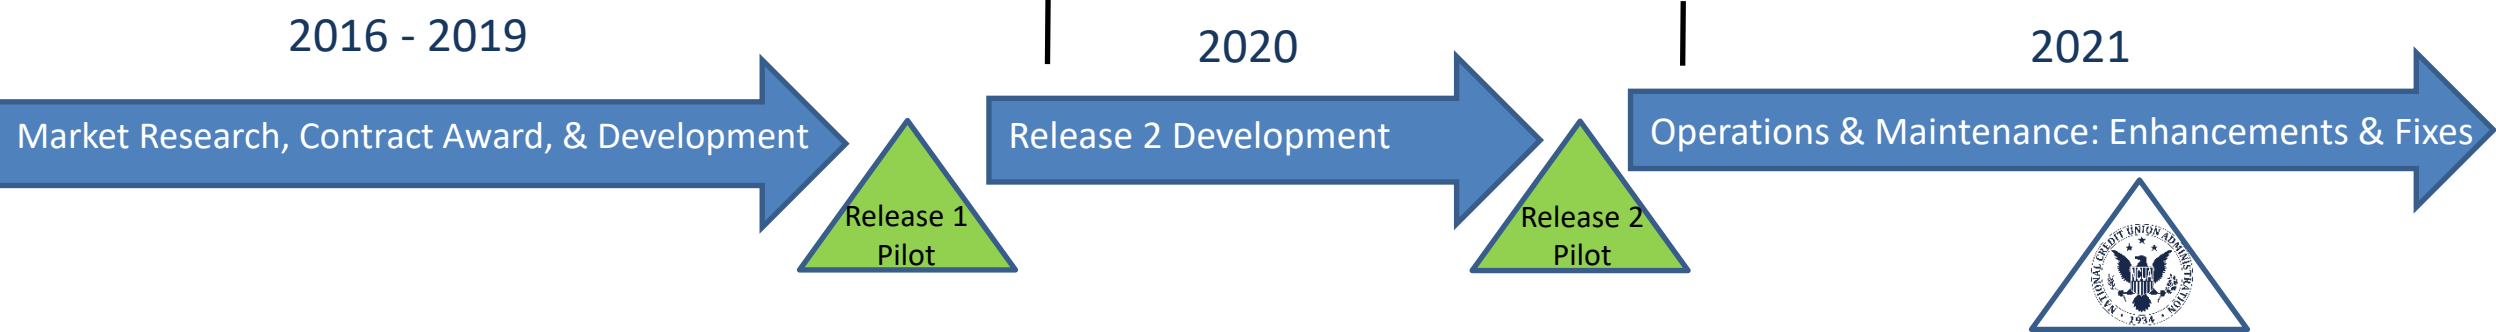 2016 - 2019
2020
2021
Market Research, Contract Award, & Development
Release 2 Development
Operations & Maintenance: Enhancements & Fixes
Release 1
Pilot
Release 2
Pilot
NATIONAL CREDIT UNION ADMINISTRATION
NCUA
1934